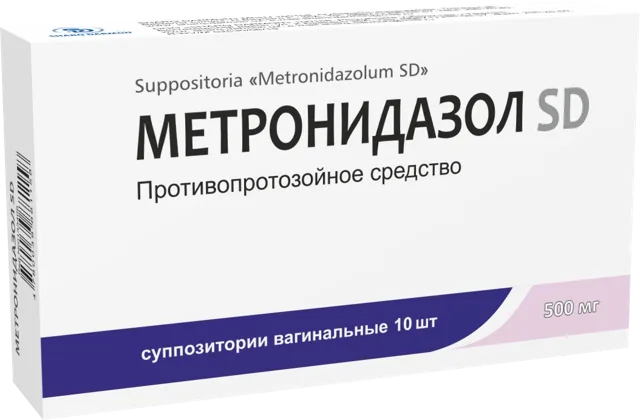 Suppositoria «Metronidazolum SD»
МЕТРОНИДАЗОЛ SD
Противопротозойное средство
500 мг
суппозитории вагинальные 10 шт
МЕТРОНИДАЗОЛ SD